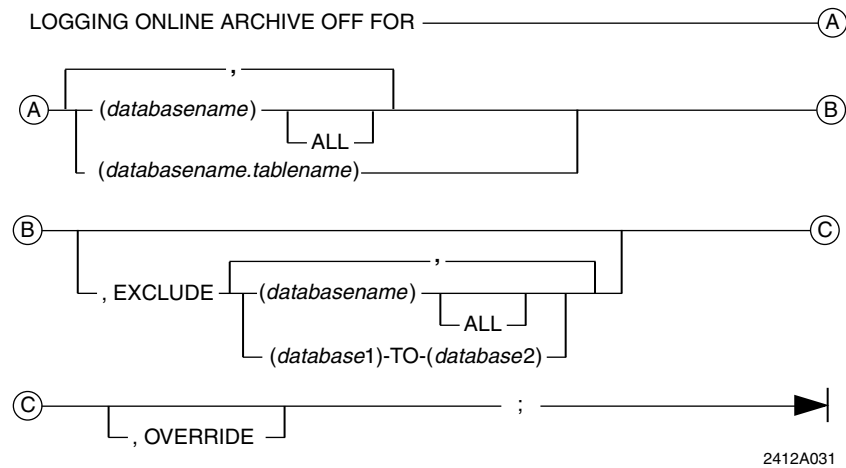 LOGGING ONLINE ARCHIVE OFF FOR A
,
A (databasename) B
ALL
(databasename.tablename)
B C
,
, EXCLUDE (databasename)
ALL
(database1)-TO-(database2)
C ;
, OVERRIDE
2412A031